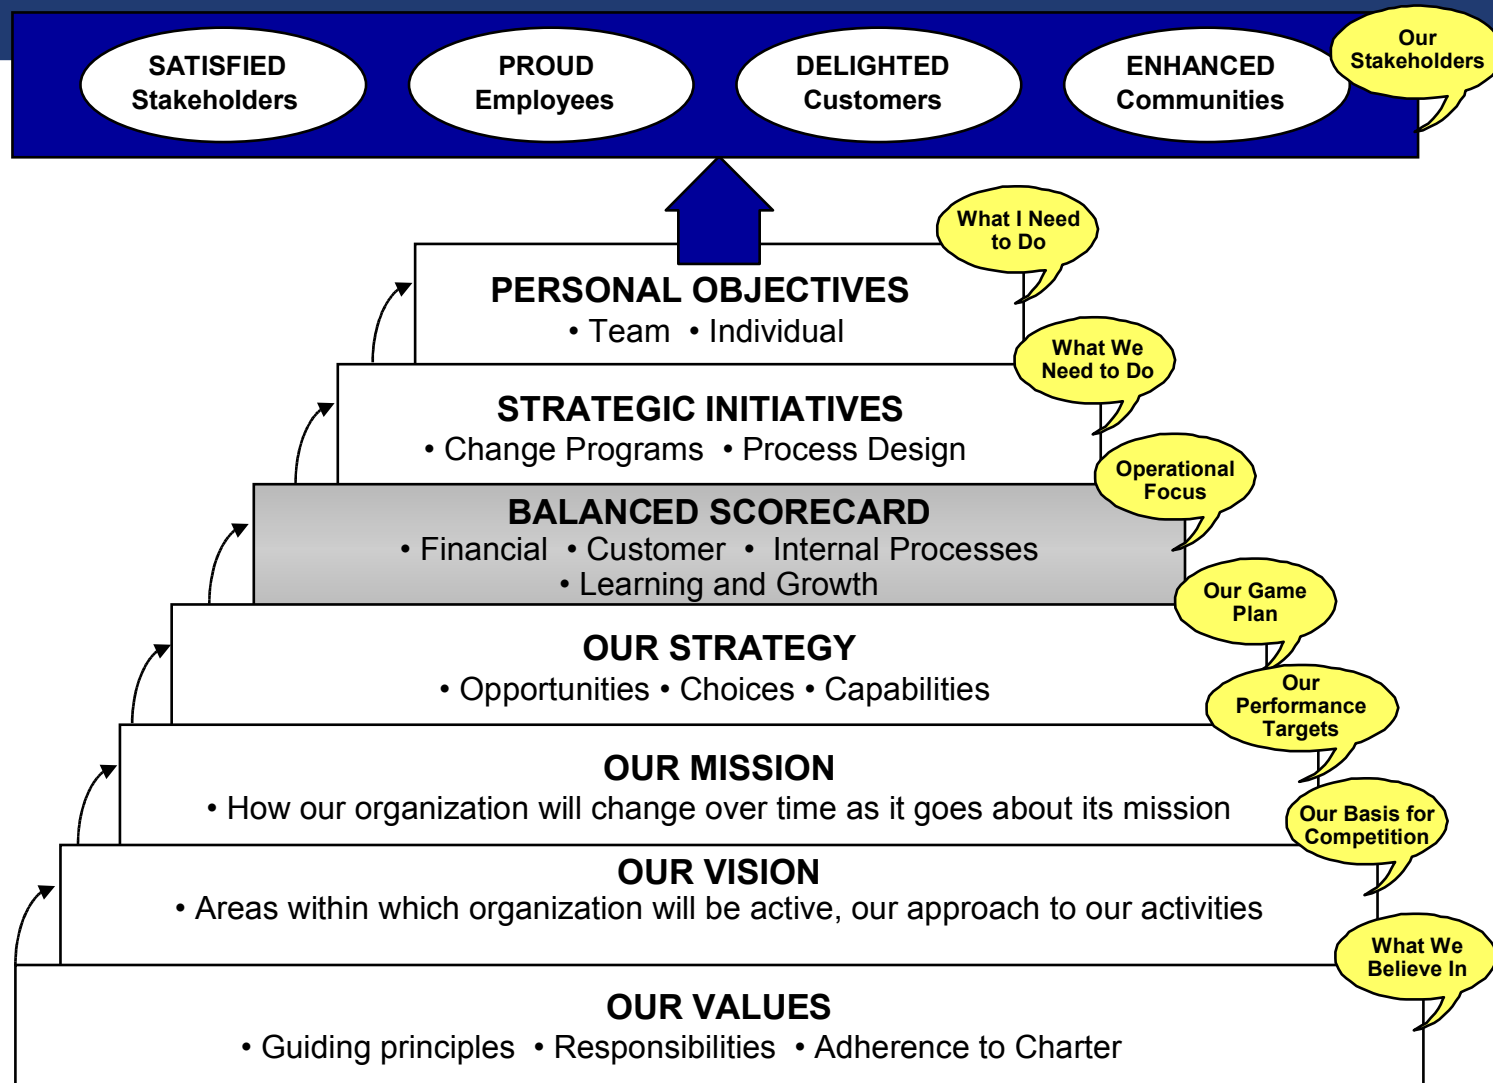 SATISFIED
Stakeholders
PROUD
Employees
DELIGHTED
Customers
ENHANCED
Communities
Our
Stakeholders
What I Need
to Do
PERSONAL OBJECTIVES
• Team • Individual
What We
Need to Do
STRATEGIC INITIATIVES
• Change Programs • Process Design
Operational
Focus
BALANCED SCORECARD
• Financial • Customer • Internal Processes
• Learning and Growth
Our Game
Plan
OUR STRATEGY
• Opportunities • Choices • Capabilities
Our
Performance
Targets
OUR MISSION
• How our organization will change over time as it goes about its mission
Our Basis for
Competition
OUR VISION
• Areas within which organization will be active, our approach to our activities
What We
Believe In
OUR VALUES
• Guiding principles • Responsibilities • Adherence to Charter